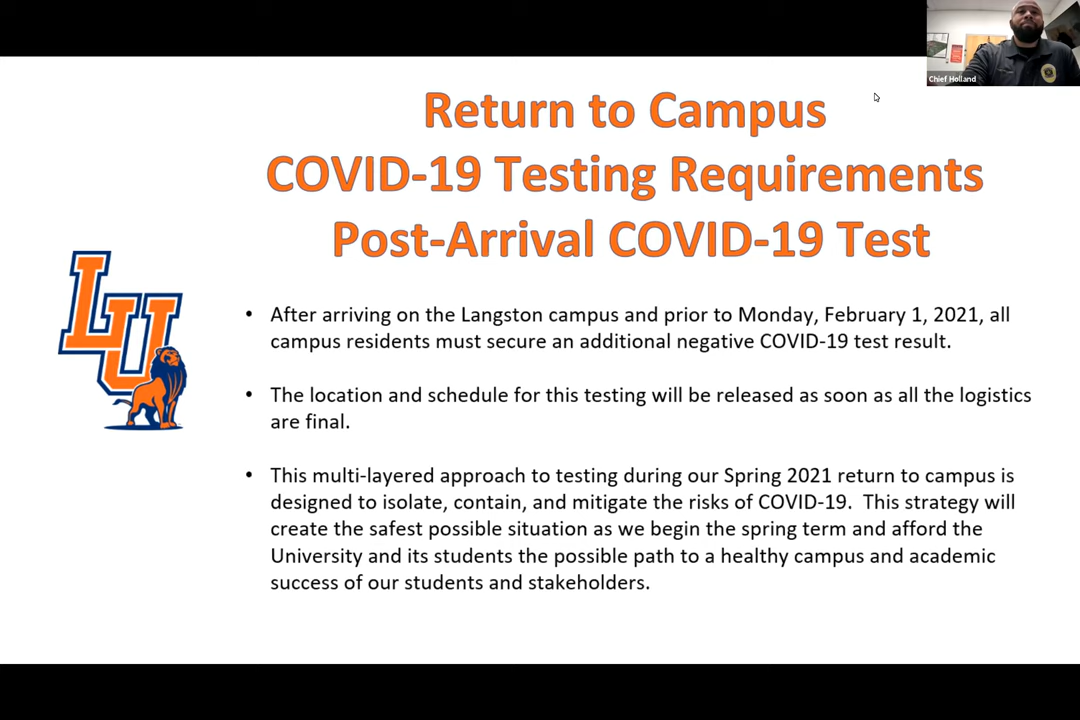 Chief Holland
Return to Campus
COVID-19 Testing Requirements
Post-Arrival COVID-19 Test
LU
• After arriving on the Langston campus and prior to Monday, February 1, 2021, all
campus residents must secure an additional negative COVID-19 test result.
• The location and schedule for this testing will be released as soon as all the logistics
are final.
• This multi-layered approach to testing during our Spring 2021 return to campus is
designed to isolate, contain, and mitigate the risks of COVID-19.  This strategy will
create the safest possible situation as we begin the spring term and afford the
University and its students the possible path to a healthy campus and academic
success of our students and stakeholders.